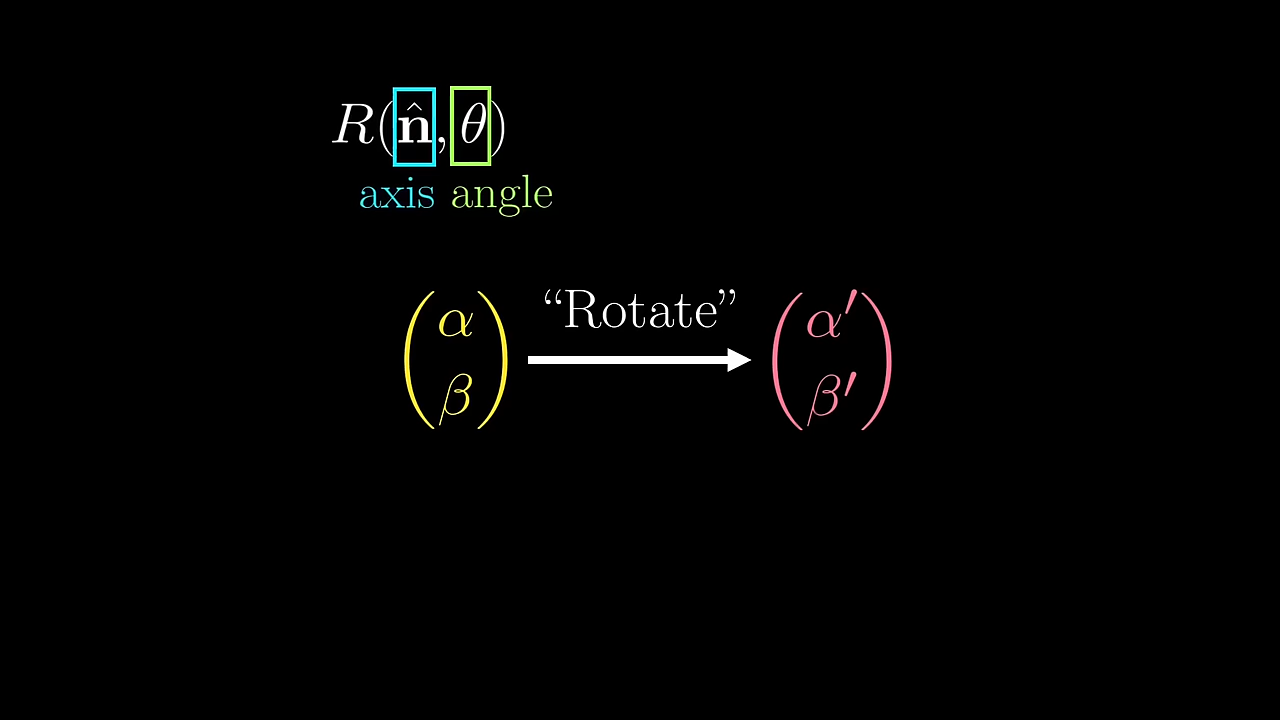 R(n̂, θ)
axis angle
“Rotate”
(α β) (α′ β′)